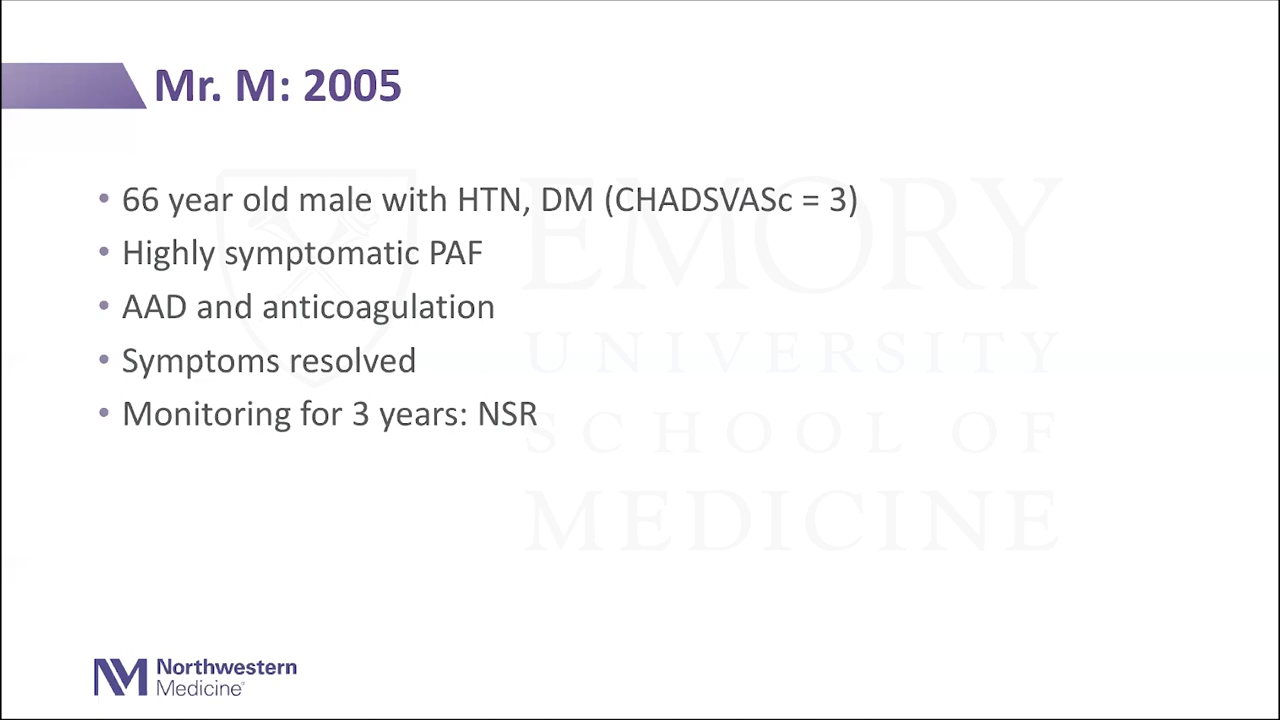 Mr. M: 2005
• 66 year old male with HTN, DM (CHADSVASc = 3)
• Highly symptomatic PAF
• AAD and anticoagulation
• Symptoms resolved
• Monitoring for 3 years: NSR
EMORY
UNIVERSITY
SCHOOL OF
MEDICINE
NM Northwestern
Medicine